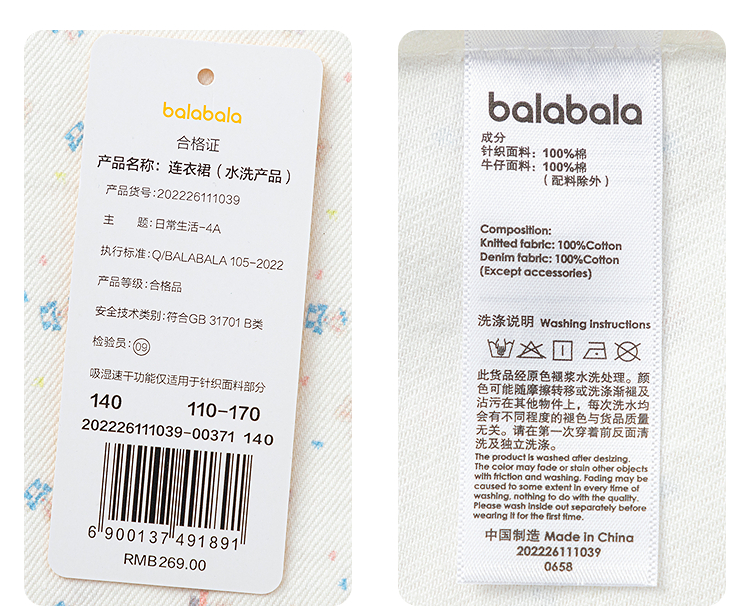 balabala
合格证
产品名称：连衣裙（水洗产品）
产品货号：202226111039
主 题：日常生活-4A
执行标准：Q/BALABALA 105-2022
产品等级：合格品
安全技术类别：符合GB 31701 B类
检验员：09
吸湿速干功能仅适用于针织面料部分
140 110-170
202226111039-00371 140
6 900137 491891
RMB269.00
balabala
成分
针织面料：100%棉
牛仔面料：100%棉
（配料除外）
Composition:
Knitted fabric: 100%Cotton
Denim fabric: 100%Cotton
(Except accessories)
洗涤说明 Washing instructions
此货品经原色褪浆水洗处理。颜
色可能随摩擦转移或洗涤渐褪及
沾污在其他物件上，每次洗水均
会有不同程度的褪色与货品质量
无关。请在第一次穿着前反面清
洗及独立洗涤。
The product is washed after desizing.
The color may fade or stain other objects
with friction and washing. Fading may be
caused to some extent in every time of
washing, nothing to do with the quality.
Please wash inside out separately before
wearing it for the first time.
中国制造 Made in China
202226111039
0658